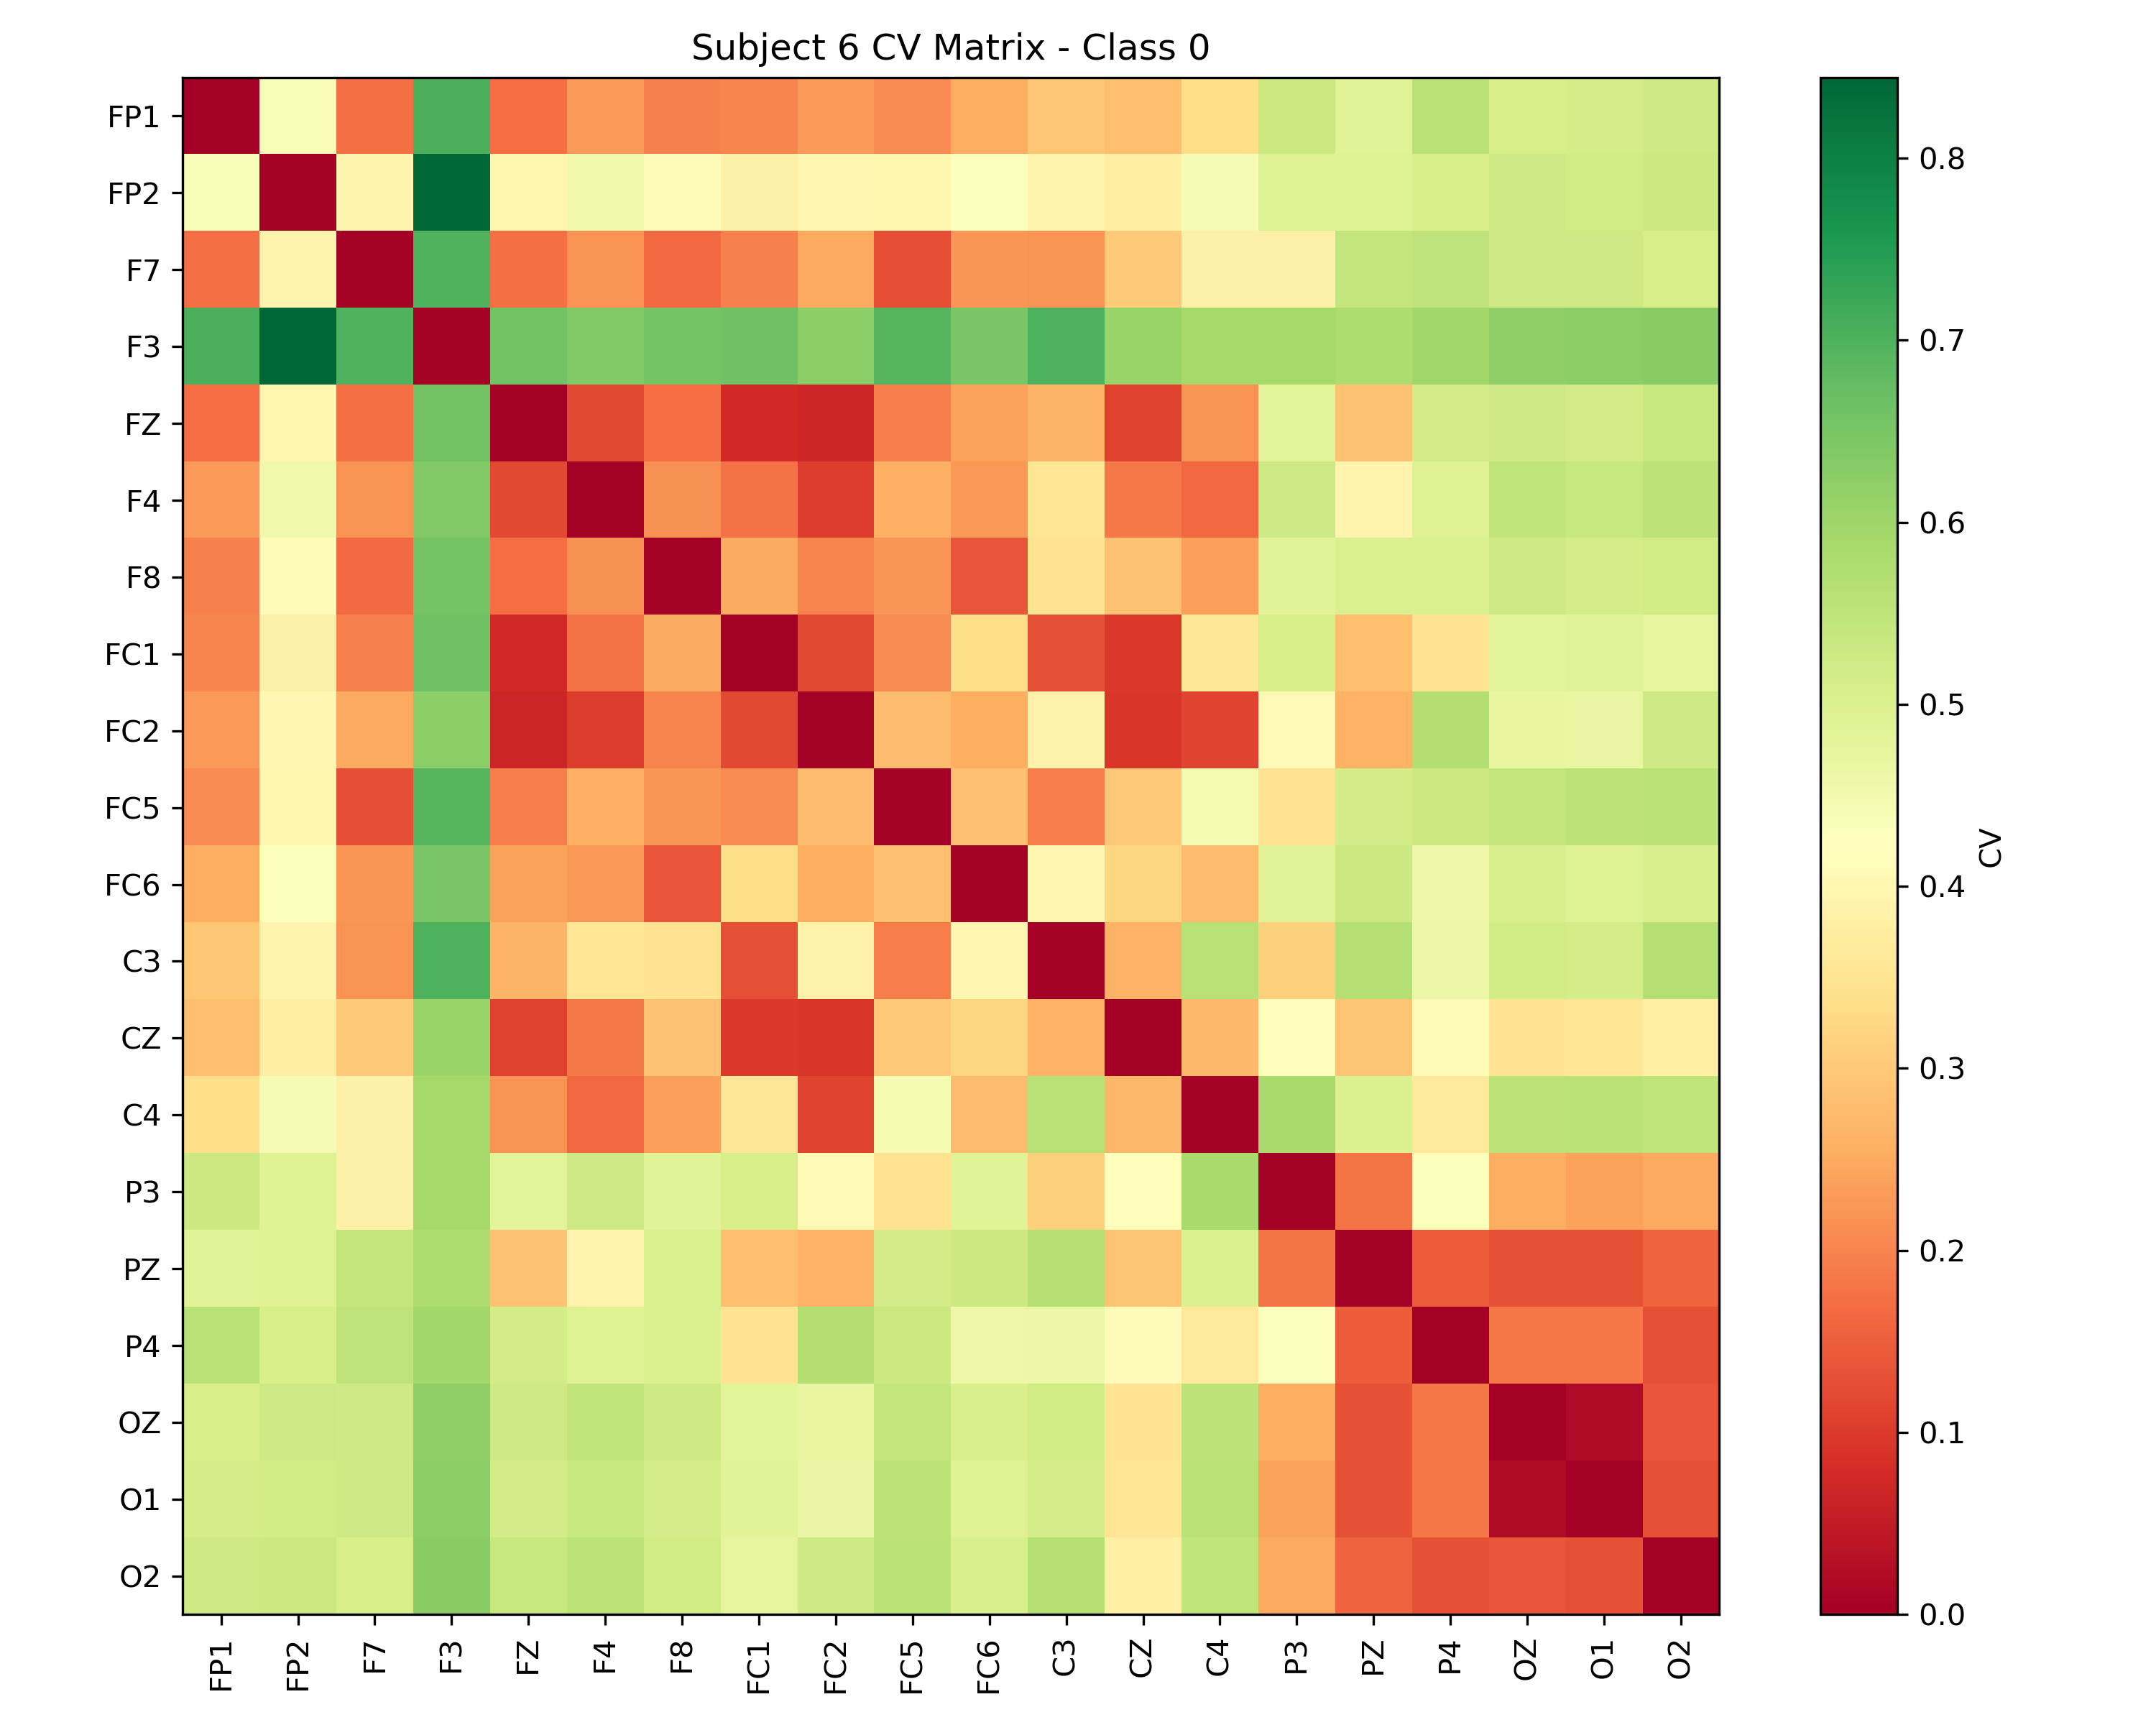 Subject 6 CV Matrix - Class 0
FP1
FP2
F7
F3
FZ
F4
F8
FC1
FC2
FC5
FC6
C3
CZ
C4
P3
PZ
P4
OZ
O1
O2
FP1
FP2
F7
F3
FZ
F4
F8
FC1
FC2
FC5
FC6
C3
CZ
C4
P3
PZ
P4
OZ
O1
O2
0.8
0.7
0.6
0.5
0.4
0.3
0.2
0.1
0.0
CV